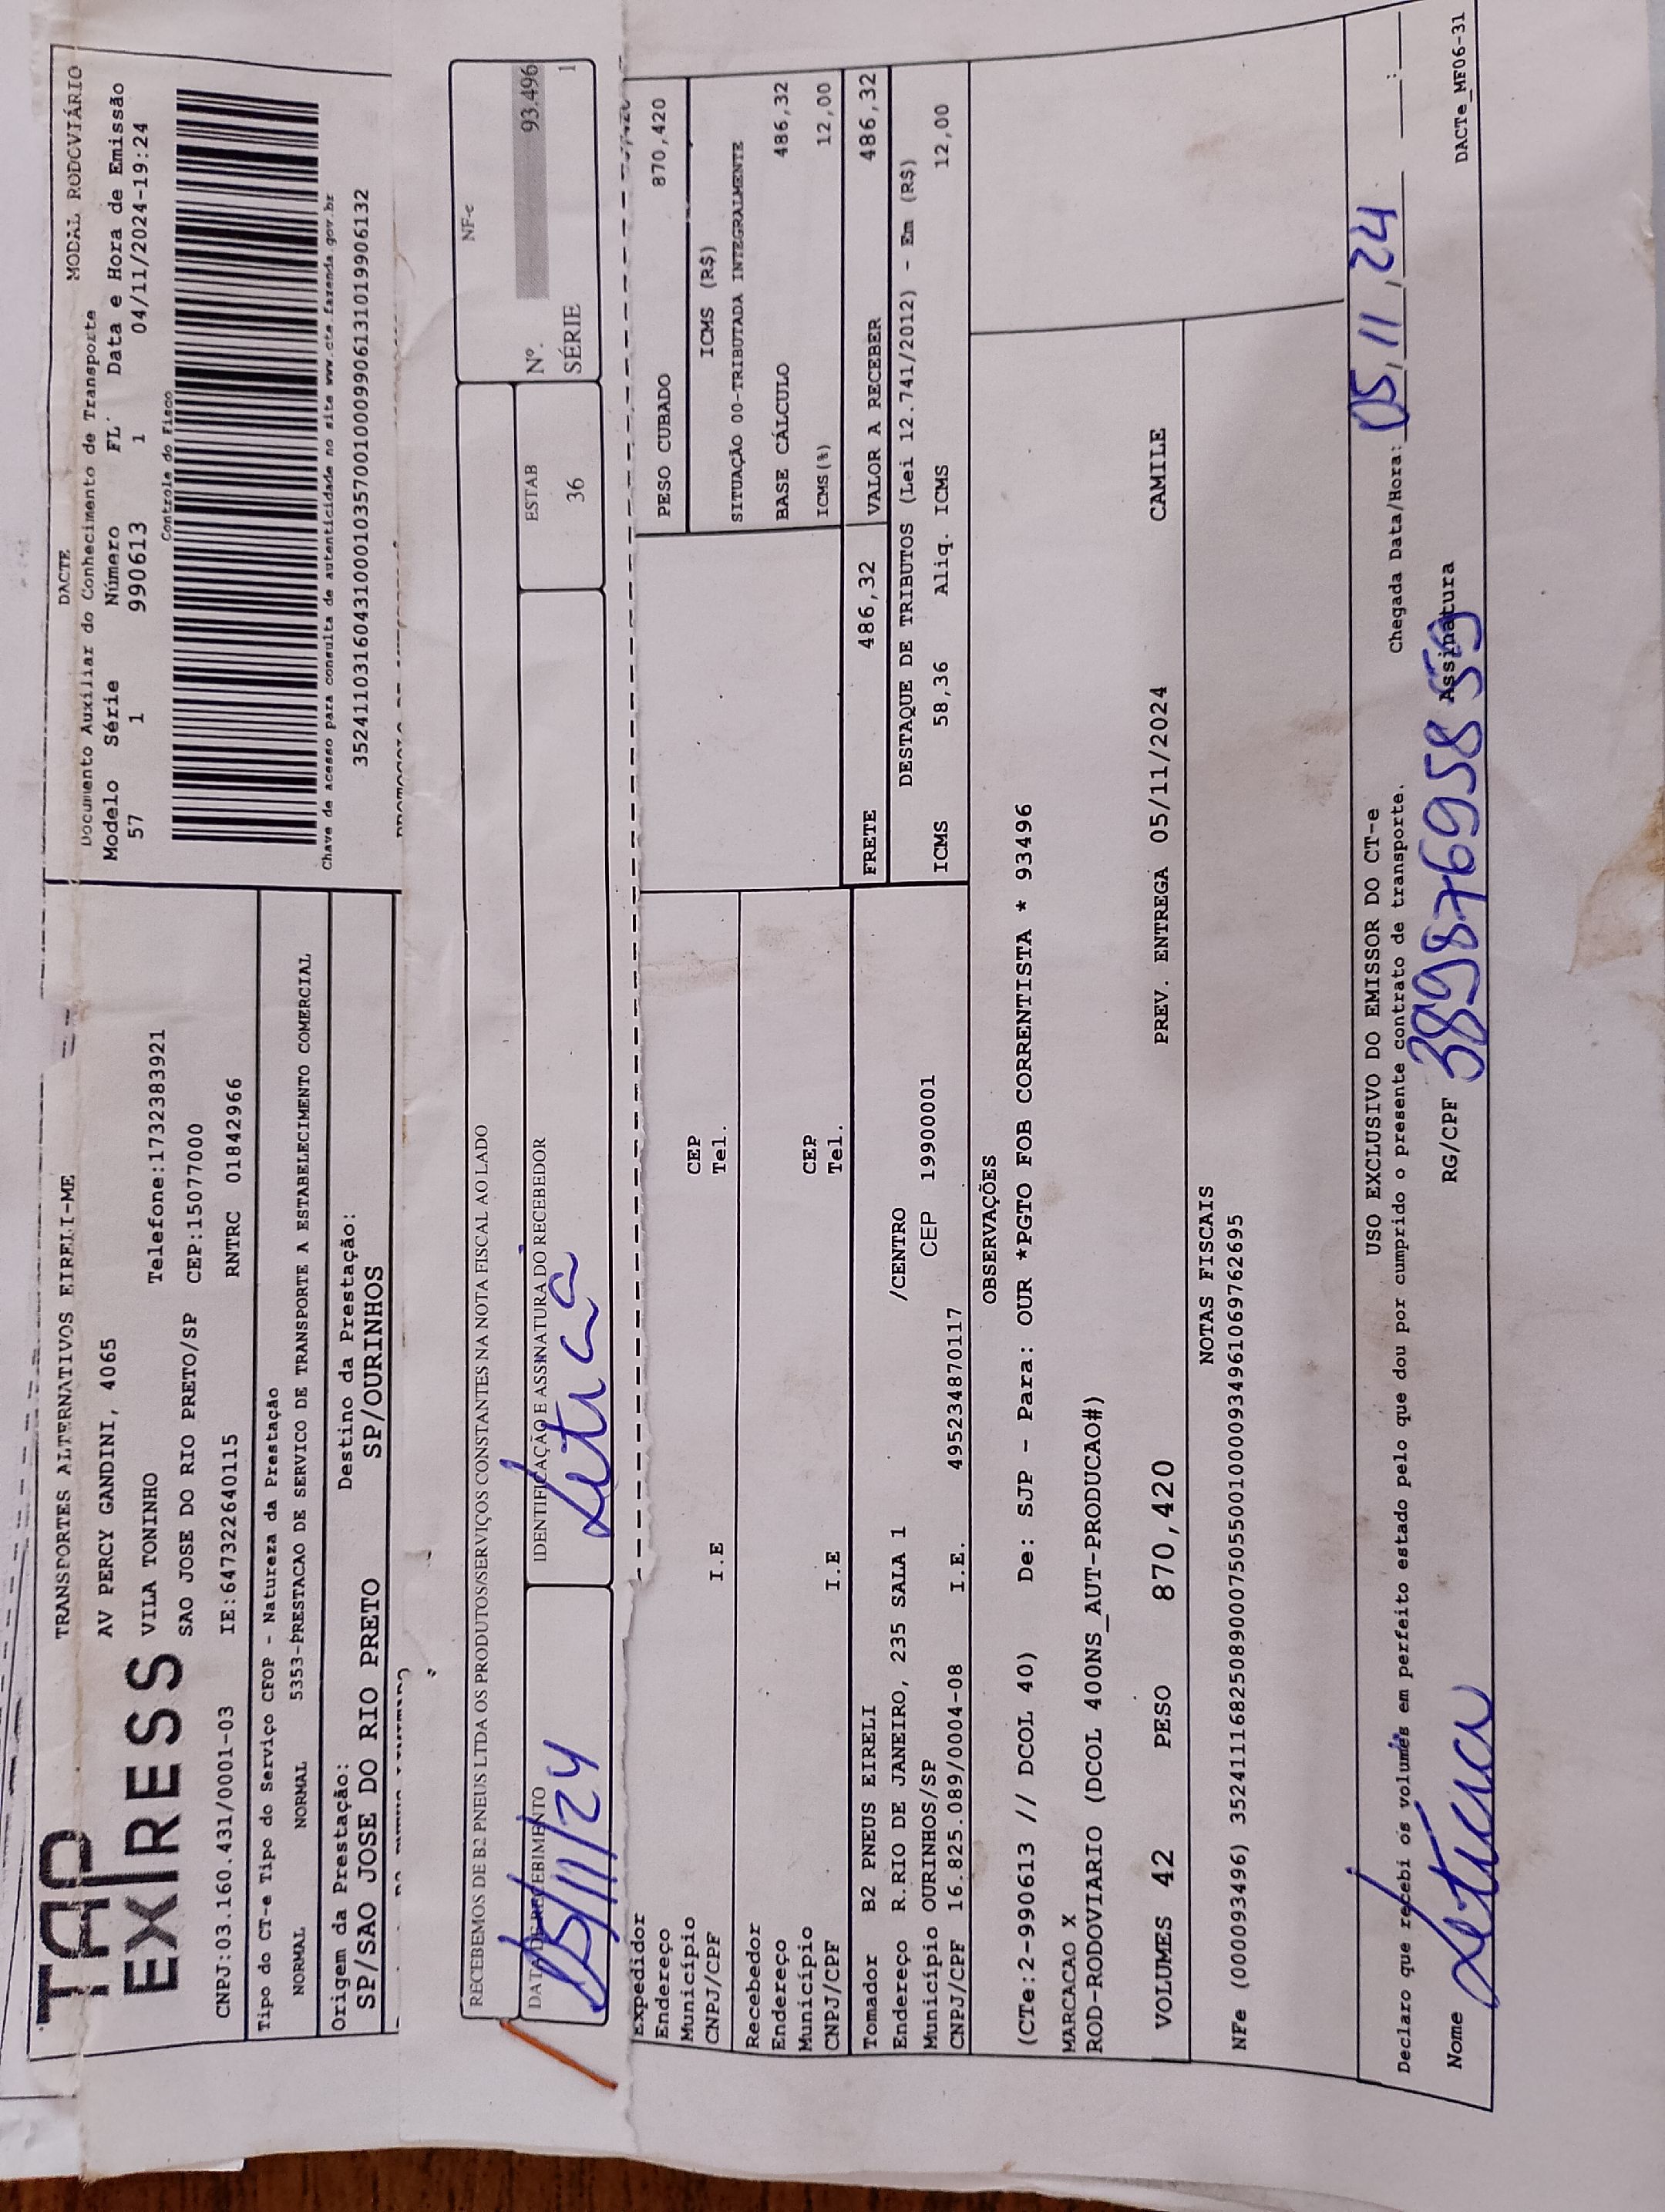 TAP
EXPRESS
TRANSPORTES ALTERNATIVOS EIRELI-ME
AV PERCY GANDINI, 4065
VILA TONINHO Telefone:1732383921
SAO JOSE DO RIO PRETO/SP CEP:15077000
CNPJ:03.160.431/0001-03 IE:647322640115 RNTRC 01842966
DACTE MODAL RODOVIÁRIO
Documento Auxiliar do Conhecimento de Transporte
Modelo Série Número FL Data e Hora de Emissão
57 1 990613 1 04/11/2024-19:24
Controle do Fisco
Chave de acesso para consulta de autenticidade no site www.cte.fazenda.gov.br
35241103160431000103570010009906131019906132
Tipo do CT-e Tipo do Serviço CFOP - Natureza da Prestação
NORMAL NORMAL 5353-PRESTACAO DE SERVICO DE TRANSPORTE A ESTABELECIMENTO COMERCIAL
Origem da Prestação: Destino da Prestação:
SP/SAO JOSE DO RIO PRETO SP/OURINHOS
RECEBEMOS DE B2 PNEUS LTDA OS PRODUTOS/SERVIÇOS CONSTANTES NA NOTA FISCAL AO LADO
NF-e
DATA DE RECEBIMENTO IDENTIFICAÇÃO E ASSINATURA DO RECEBEDOR ESTAB
05/11/24 Leticia 36
Nº. 93.496
SÉRIE 1
Expedidor
Endereço
Município CEP
CNPJ/CPF I.E Tel.
Recebedor
Endereço
Município CEP
CNPJ/CPF I.E Tel.
PESO CUBADO 870,420
ICMS (R$)
SITUAÇÃO 00-TRIBUTADA INTEGRALMENTE
BASE CÁLCULO 486,32
ICMS(%) 12,00
Tomador B2 PNEUS EIRELI
Endereço R.RIO DE JANEIRO, 235 SALA 1 /CENTRO
Município OURINHOS/SP CEP 19900001
CNPJ/CPF 16.825.089/0004-08 I.E. 495234870117
FRETE 486,32 VALOR A RECEBER 486,32
DESTAQUE DE TRIBUTOS (Lei 12.741/2012) - Em (R$)
ICMS 58,36 Aliq. ICMS 12,00
OBSERVAÇÕES
(CTe:2-990613 // DCOL 40) De: SJP - Para: OUR *PGTO FOB CORRENTISTA * 93496
MARCACAO X
ROD-RODOVIARIO (DCOL 400NS_AUT-PRODUCAO#)
VOLUMES 42 PESO 870,420 PREV. ENTREGA 05/11/2024 CAMILE
NOTAS FISCAIS
NFe (000093496) 35241116825089000750550010000934961069762695
USO EXCLUSIVO DO EMISSOR DO CT-e
Declaro que recebi os volumes em perfeito estado pelo que dou por cumprido o presente contrato de transporte. Chegada Data/Hora: 05/11/24 :
Nome Leticia RG/CPF 38987695859 Assinatura
DACTe_MF06-31